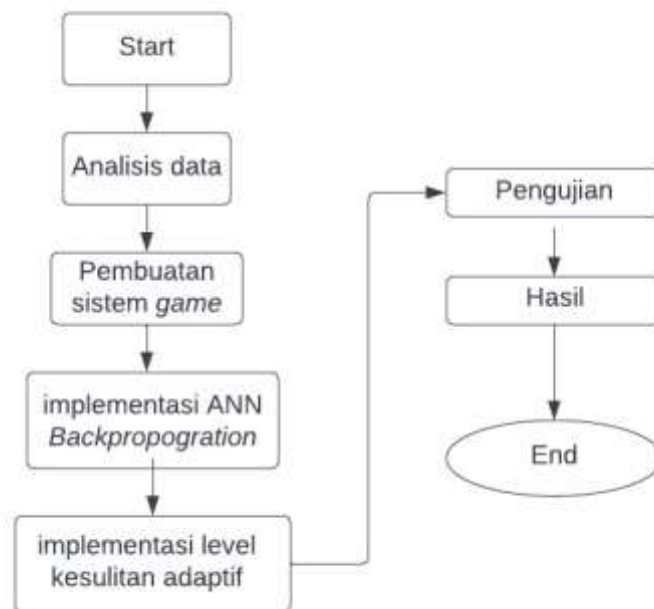 Start
Analisis data
Pembuatan
sistem game
implementasi ANN
Backpropogration
implementasi level
kesulitan adaptif
Pengujian
Hasil
End